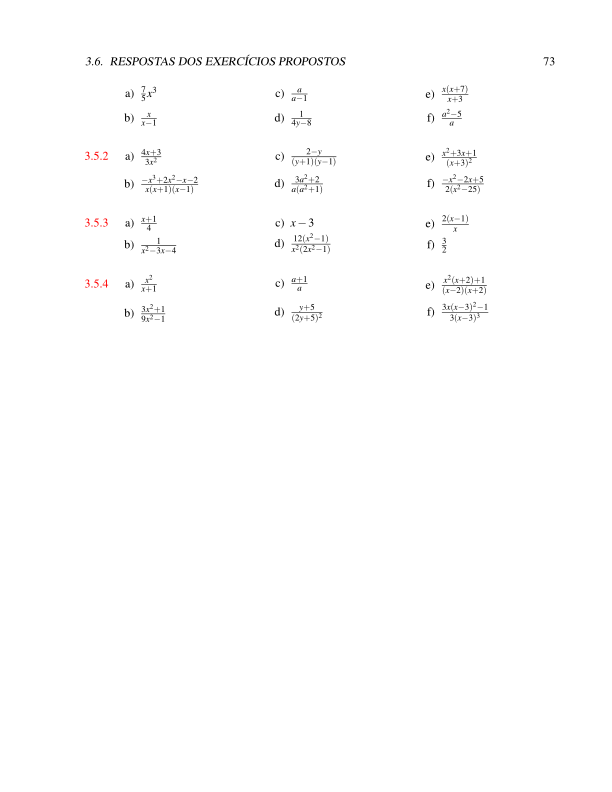 3.6. RESPOSTAS DOS EXERCÍCIOS PROPOSTOS 73
a) \frac{7}{5}x^3 c) \frac{a}{a-1} e) \frac{x(x+7)}{x+3}
b) \frac{x}{x-1} d) \frac{1}{4y-8} f) \frac{a^2-5}{a}
3.5.2 a) \frac{4x+3}{3x^2} c) \frac{2-y}{(y+1)(y-1)} e) \frac{x^2+3x+1}{(x+3)^2}
b) \frac{-x^3+2x^2-x-2}{x(x+1)(x-1)} d) \frac{3a^2+2}{a(a^2+1)} f) \frac{-x^2-2x+5}{2(x^2-25)}
3.5.3 a) \frac{x+1}{4} c) x-3 e) \frac{2(x-1)}{x}
b) \frac{1}{x^2-3x-4} d) \frac{12(x^2-1)}{x^2(2x^2-1)} f) \frac{3}{2}
3.5.4 a) \frac{x^2}{x+1} c) \frac{a+1}{a} e) \frac{x^2(x+2)+1}{(x-2)(x+2)}
b) \frac{3x^2+1}{9x^2-1} d) \frac{y+5}{(2y+5)^2} f) \frac{3x(x-3)^2-1}{3(x-3)^3}